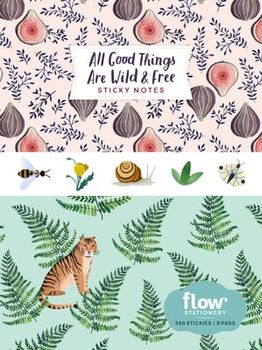 All Good Things
Are Wild & Free
STICKY NOTES
flow
STATIONERY
540 STICKIES / 9 PADS